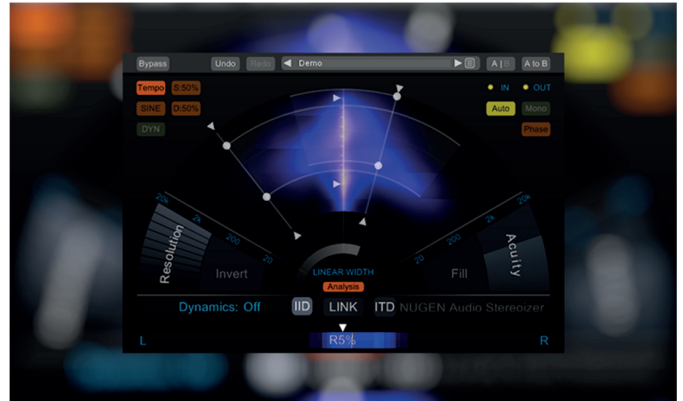 Bypass Undo Redo Demo A | B A to B
Tempo S:50% IN OUT
SINE D:50% Auto Mono
DYN Phase
20k 2k 200 20 20 200 2k 20k
Resolution Invert Fill Acuity
LINEAR WIDTH
Analysis
Dynamics: Off IID LINK ITD NUGEN Audio Stereoizer
L R5% R